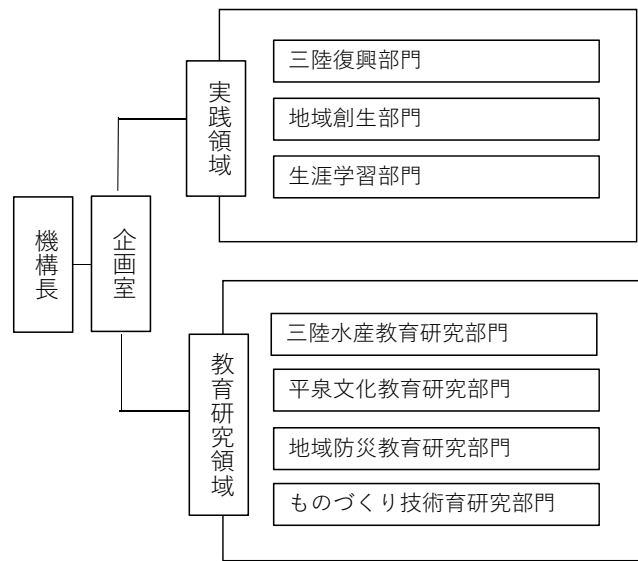 機構長
企画室
実践領域
三陸復興部門
地域創生部門
生涯学習部門
教育研究領域
三陸水産教育研究部門
平泉文化教育研究部門
地域防災教育研究部門
ものづくり技術育研究部門